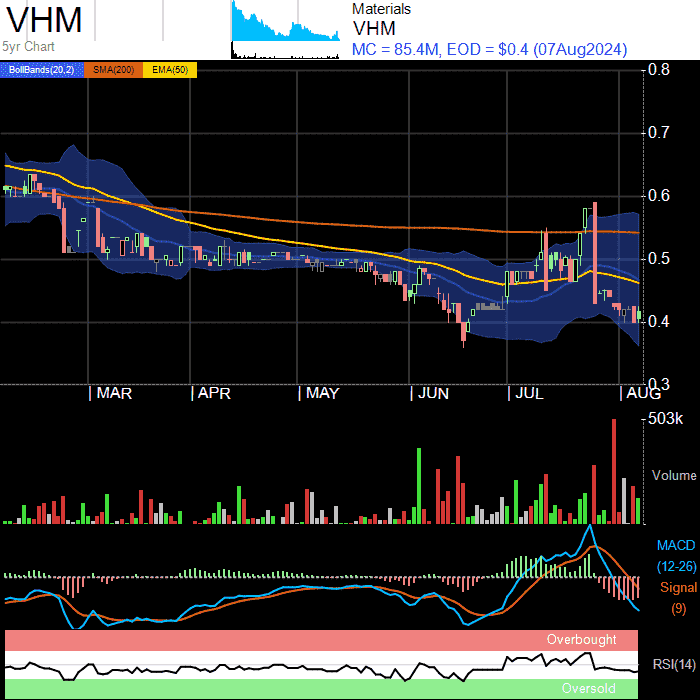 VHM
5yr Chart
Materials
VHM
MC = 85.4M, EOD = $0.4 (07Aug2024)
BollBands(20,2) SMA(200) EMA(50)
0.8
0.7
0.6
0.5
0.4
0.3
MAR APR MAY JUN JUL AUG
503k
Volume
MACD
(12-26)
Signal
(9)
Overbought
RSI(14)
Oversold